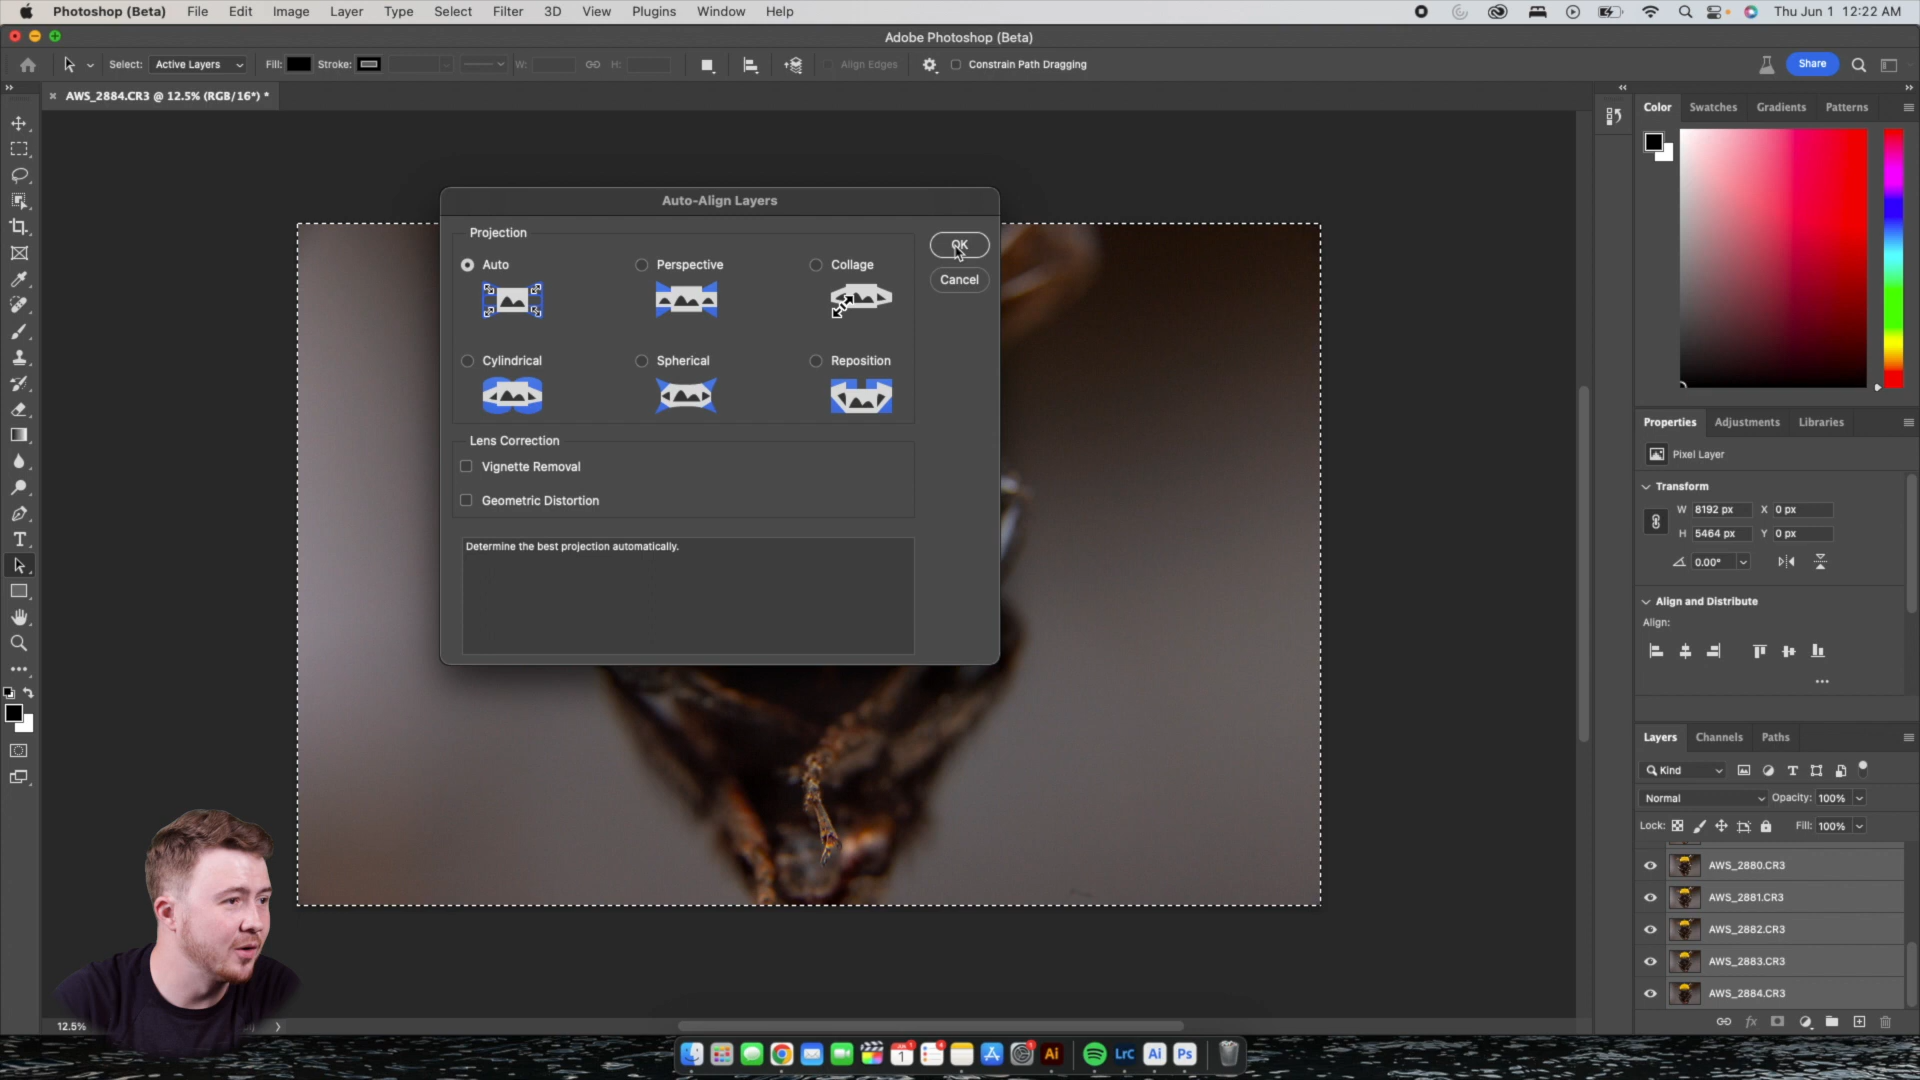 Photoshop (Beta) File Edit Image Layer Type Select Filter 3D View Plugins Window Help Thu Jun 1 12:22 AM
Adobe Photoshop (Beta)
Select: Active Layers Fill: Stroke: W: H: Align Edges Constrain Path Dragging Share
AWS_2884.CR3 @ 12.5% (RGB/16*) *
Color Swatches Gradients Patterns
Auto-Align Layers
Projection
OK
Auto Perspective Collage
Cancel
Cylindrical Spherical Reposition
Lens Correction
Vignette Removal
Geometric Distortion
Determine the best projection automatically.
Properties Adjustments Libraries
Pixel Layer
Transform
W 8192 px X 0 px
H 5464 px Y 0 px
0.00°
Align and Distribute
Align:
Layers Channels Paths
Kind
Normal Opacity: 100%
Lock: Fill: 100%
AWS_2880.CR3
AWS_2881.CR3
AWS_2882.CR3
AWS_2883.CR3
AWS_2884.CR3
12.5%
Ai LrC Ai Ps